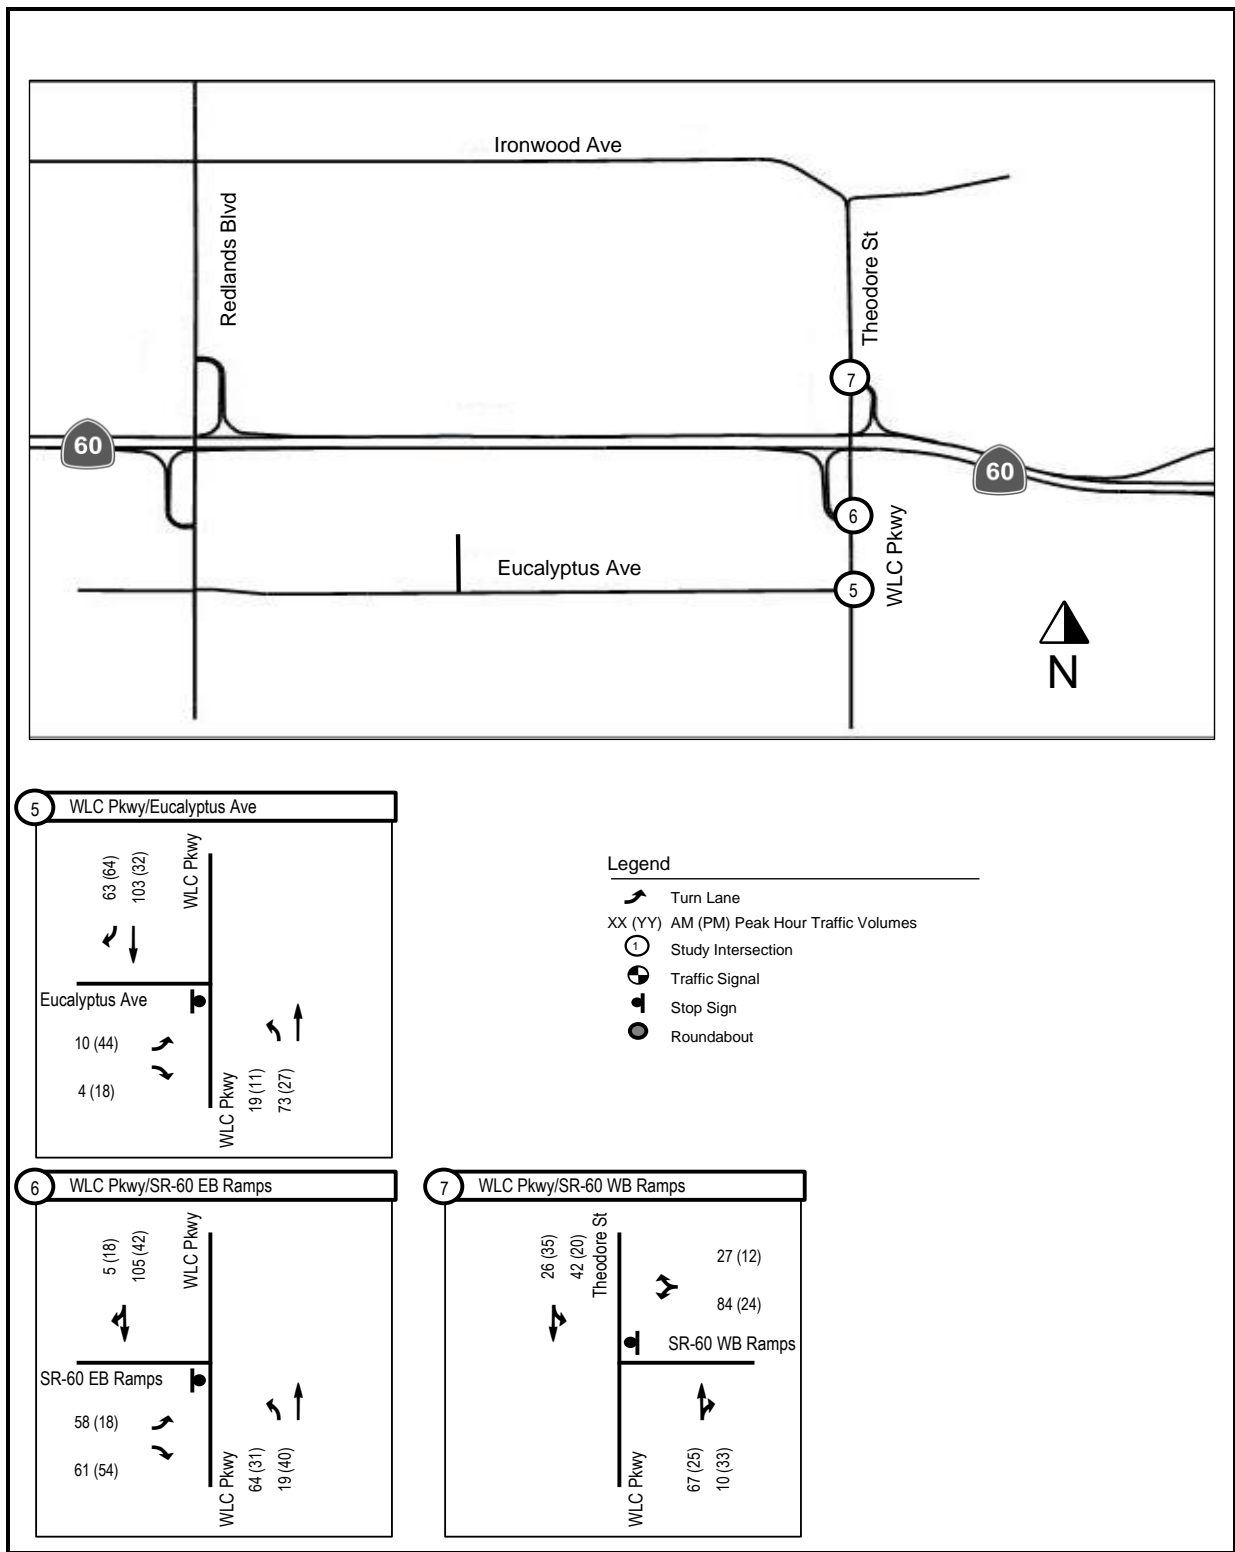 Ironwood Ave
Redlands Blvd
Theodore St
7
60
60
6
WLC Pkwy
Eucalyptus Ave
5
N
5 WLC Pkwy/Eucalyptus Ave
63 (64)
103 (32)
WLC Pkwy
Eucalyptus Ave
10 (44)
4 (18)
WLC Pkwy
19 (11)
73 (27)
Legend
Turn Lane
XX (YY) AM (PM) Peak Hour Traffic Volumes
1 Study Intersection
Traffic Signal
Stop Sign
Roundabout
6 WLC Pkwy/SR-60 EB Ramps
5 (18)
105 (42)
WLC Pkwy
SR-60 EB Ramps
58 (18)
61 (54)
WLC Pkwy
64 (31)
19 (40)
7 WLC Pkwy/SR-60 WB Ramps
26 (35)
42 (20)
Theodore St
27 (12)
84 (24)
SR-60 WB Ramps
WLC Pkwy
67 (25)
10 (33)